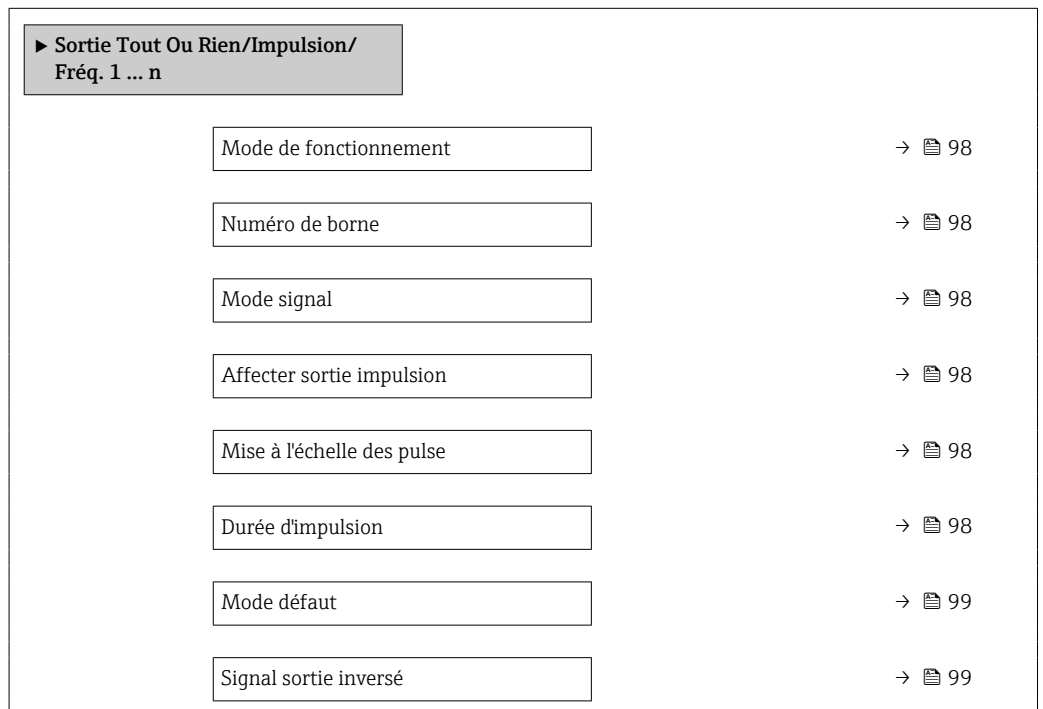 ▶ Sortie Tout Ou Rien/Impulsion/
Fréq. 1 ... n
Mode de fonctionnement → 98
Numéro de borne → 98
Mode signal → 98
Affecter sortie impulsion → 98
Mise à l'échelle des pulse → 98
Durée d'impulsion → 98
Mode défaut → 99
Signal sortie inversé → 99